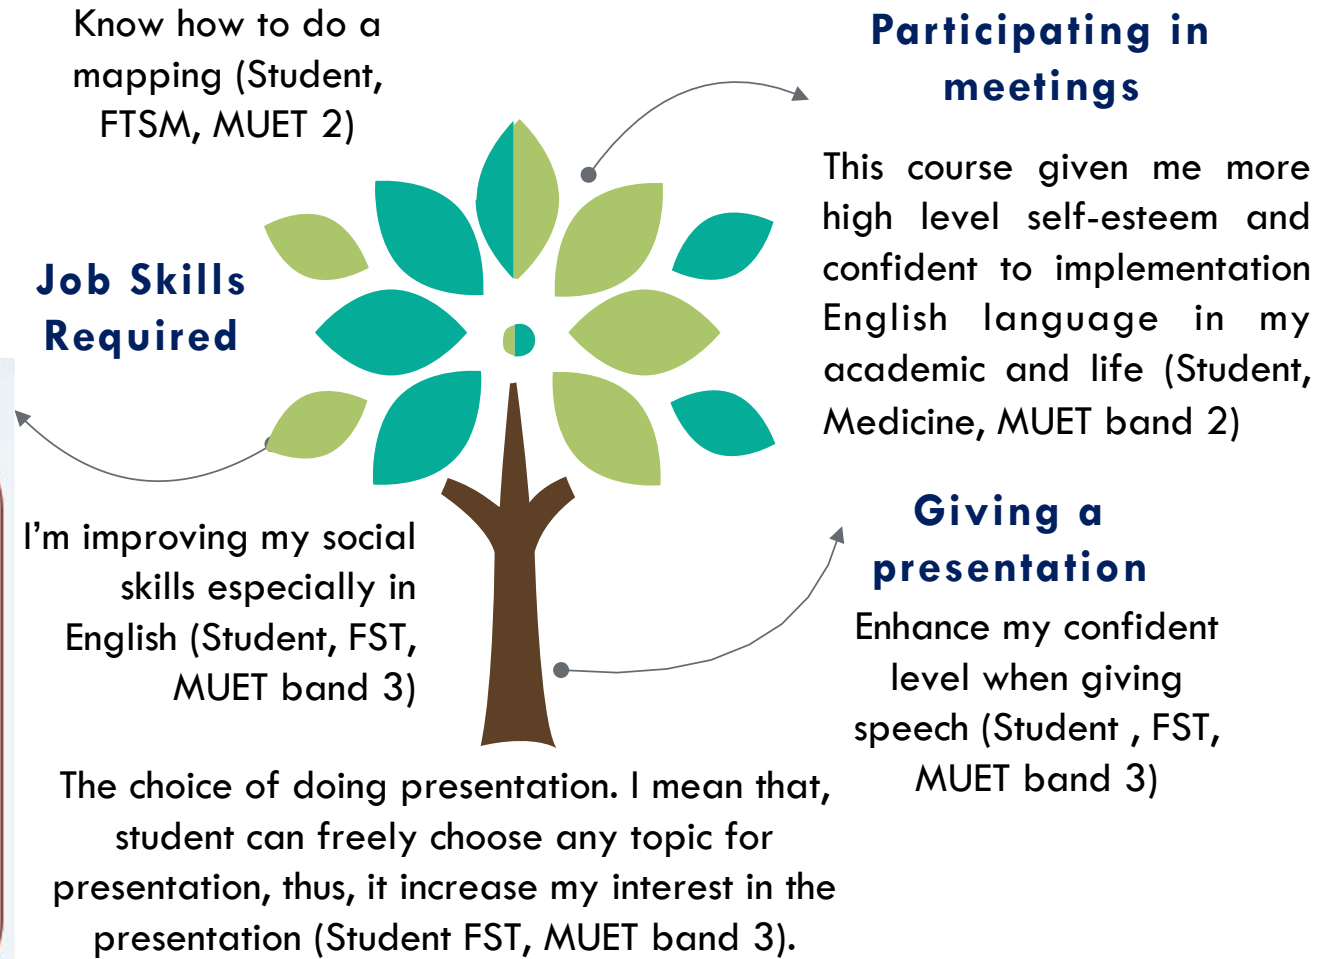 Know how to do a
mapping (Student,
FTSM, MUET 2)
Job Skills
Required
I'm improving my social
skills especially in
English (Student, FST,
MUET band 3)
Participating in
meetings
This course given me more
high level self-esteem and
confident to implementation
English language in my
academic and life (Student,
Medicine, MUET band 2)
Giving a
presentation
Enhance my confident
level when giving
speech (Student , FST,
MUET band 3)
The choice of doing presentation. I mean that,
student can freely choose any topic for
presentation, thus, it increase my interest in the
presentation (Student FST, MUET band 3).